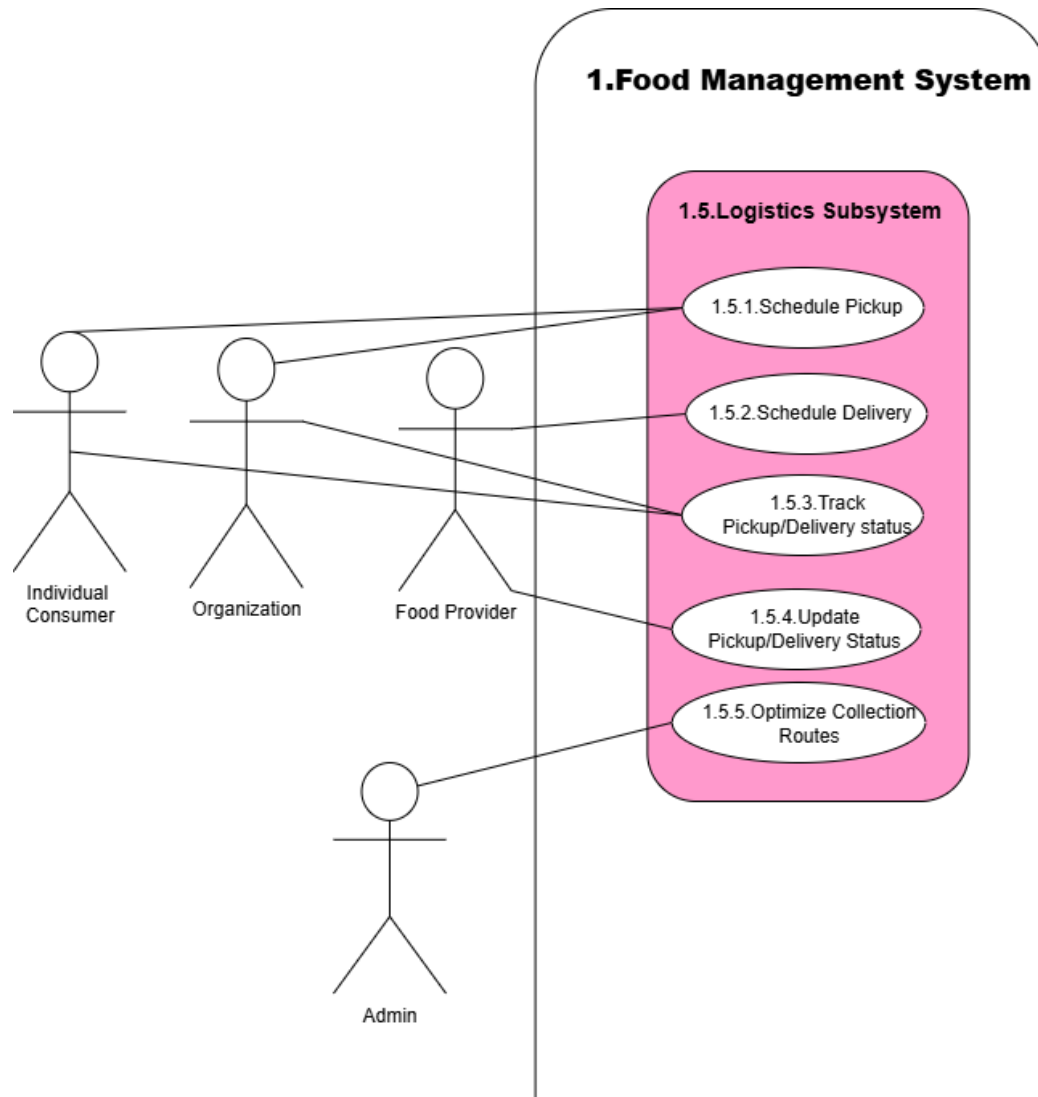 1.Food Management System
1.5.Logistics Subsystem
1.5.1.Schedule Pickup
1.5.2.Schedule Delivery
1.5.3.Track
Pickup/Delivery status
1.5.4.Update
Pickup/Delivery Status
1.5.5.Optimize Collection
Routes
Individual
Consumer
Organization
Food Provider
Admin